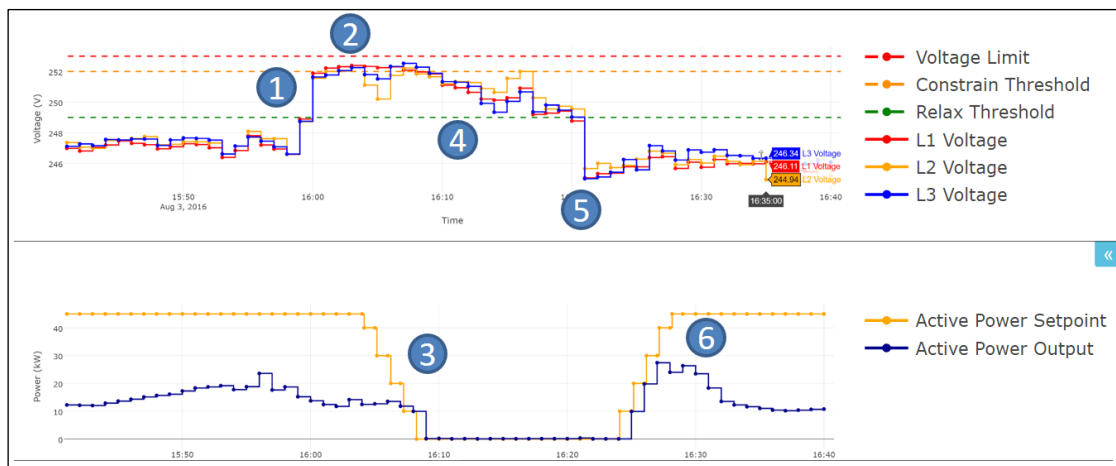 2
252
1
250
248
246
4
5
Voltage (V)
246.34 L3 Voltage
246.11 L1 Voltage
244.94 L2 Voltage
15:50
16:00
16:10
16:30
16:40
Aug 3, 2016
16:35:00
Time
Voltage Limit
Constrain Threshold
Relax Threshold
L1 Voltage
L2 Voltage
L3 Voltage
«
40
30
20
10
0
Power (kW)
3
6
15:50
16:00
16:10
16:20
16:30
16:40
Active Power Setpoint
Active Power Output